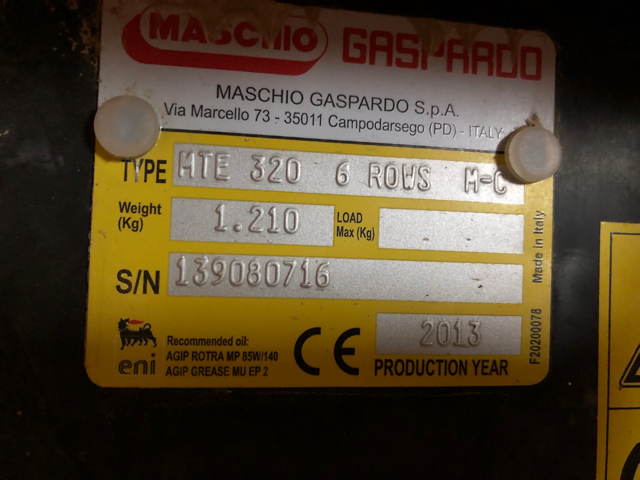 MASCHIO GASPARDO
MASCHIO GASPARDO S.p.A.
Via Marcello 73 - 35011 Campodarsego (PD) - ITALY
TYPE MTE 320 6 ROWS M-C
Weight (Kg) 1.210 LOAD Max (Kg)
S/N 139080716
eni
Recommended oil:
AGIP ROTRA MP 85W/140
AGIP GREASE MU EP 2
CE
2013
PRODUCTION YEAR
F20200078 Made in Italy